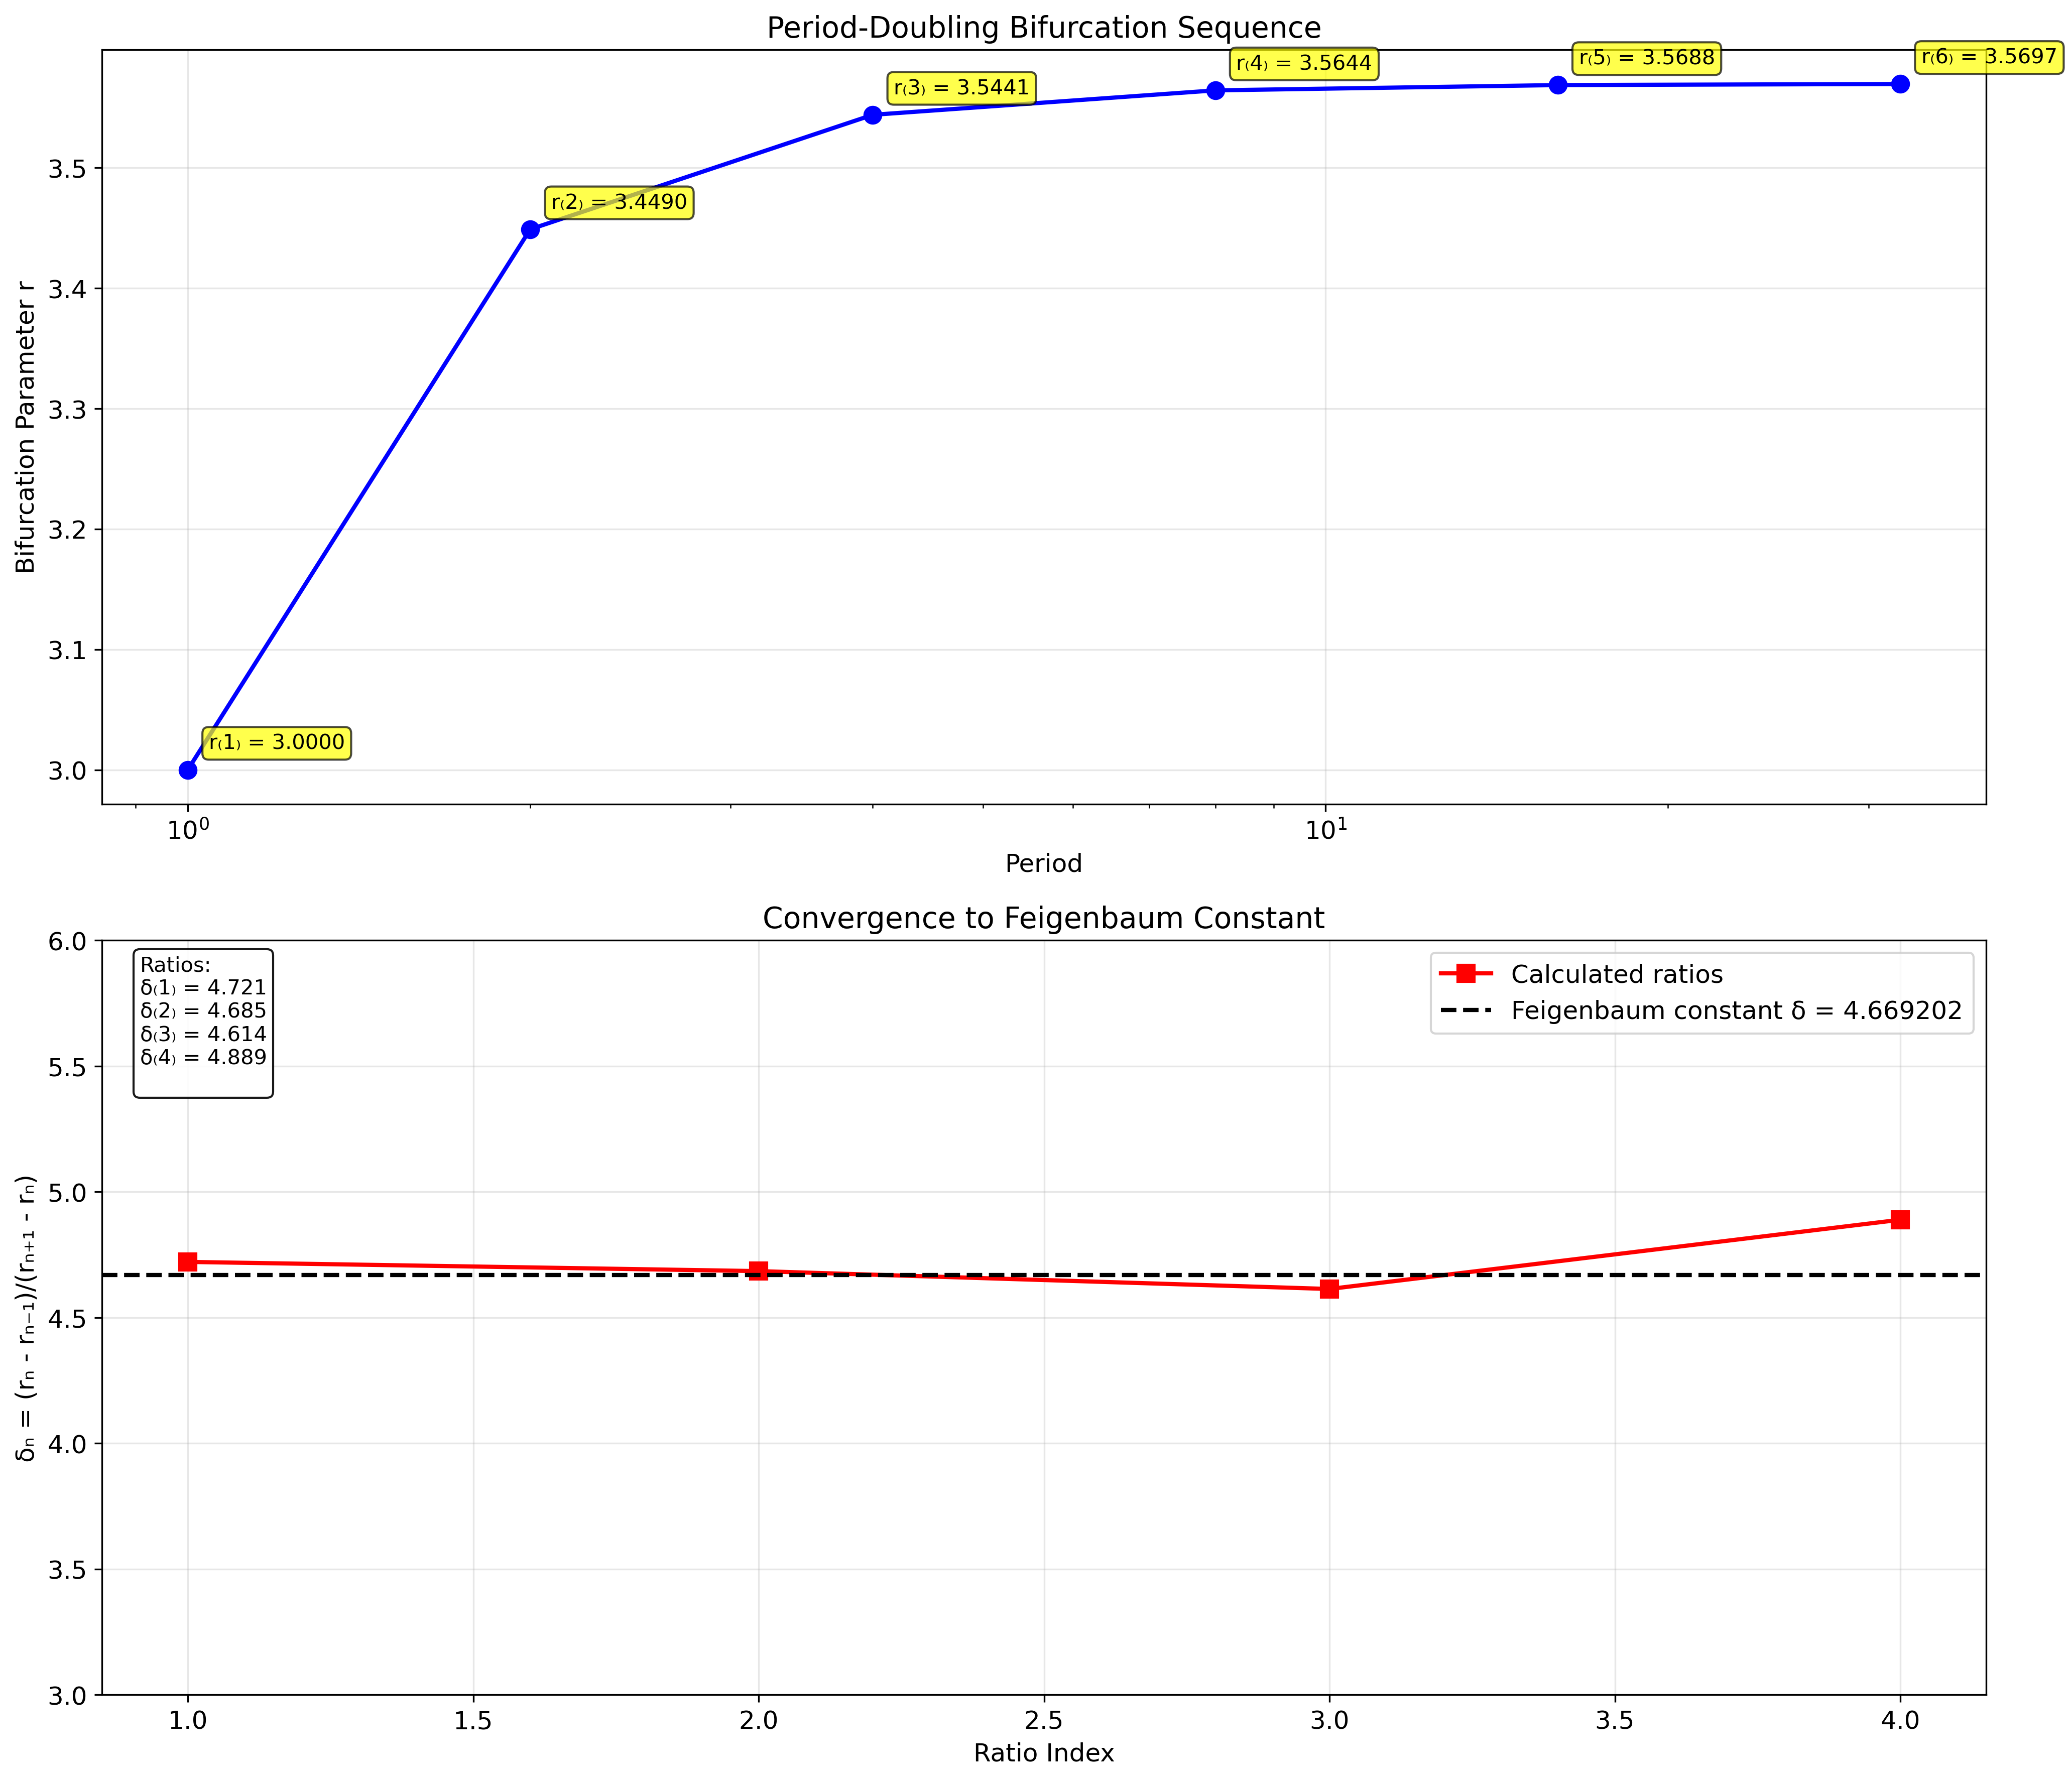 Period-Doubling Bifurcation Sequence
r₍1₎ = 3.0000
r₍2₎ = 3.4490
r₍3₎ = 3.5441
r₍4₎ = 3.5644
r₍5₎ = 3.5688
r₍6₎ = 3.5697
Bifurcation Parameter r
3.5
3.4
3.3
3.2
3.1
3.0
10⁰
10¹
Period
Convergence to Feigenbaum Constant
Ratios:
δ₍1₎ = 4.721
δ₍2₎ = 4.685
δ₍3₎ = 4.614
δ₍4₎ = 4.889
Calculated ratios
Feigenbaum constant δ = 4.669202
δₙ = (rₙ - rₙ₋₁)/(rₙ₊₁ - rₙ)
6.0
5.5
5.0
4.5
4.0
3.5
3.0
1.0
1.5
2.0
2.5
3.0
3.5
4.0
Ratio Index